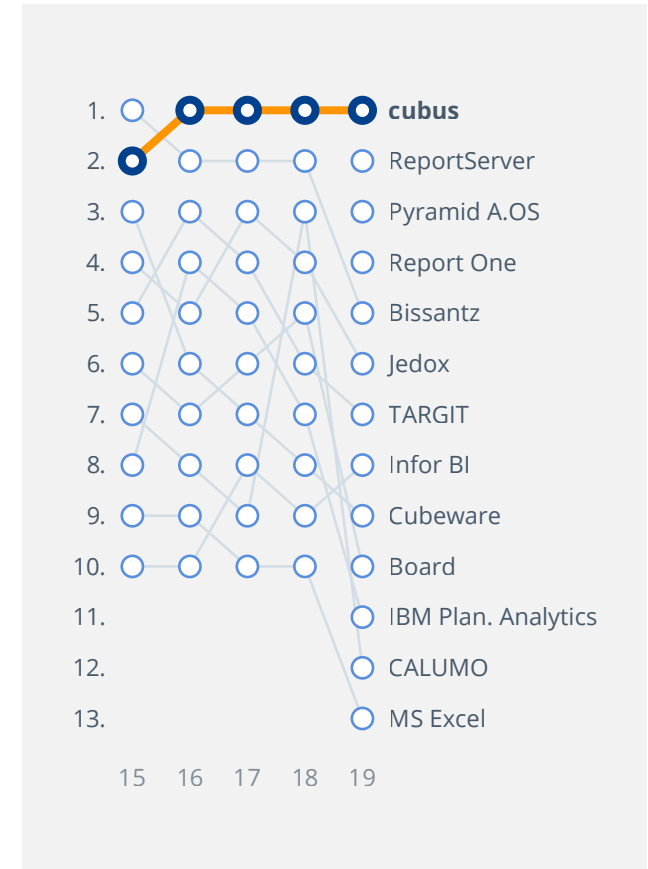 1. cubus
2. ReportServer
3. Pyramid A.OS
4. Report One
5. Bissantz
6. Jedox
7. TARGIT
8. Infor BI
9. Cubeware
10. Board
11. IBM Plan. Analytics
12. CALUMO
13. MS Excel
15 16 17 18 19